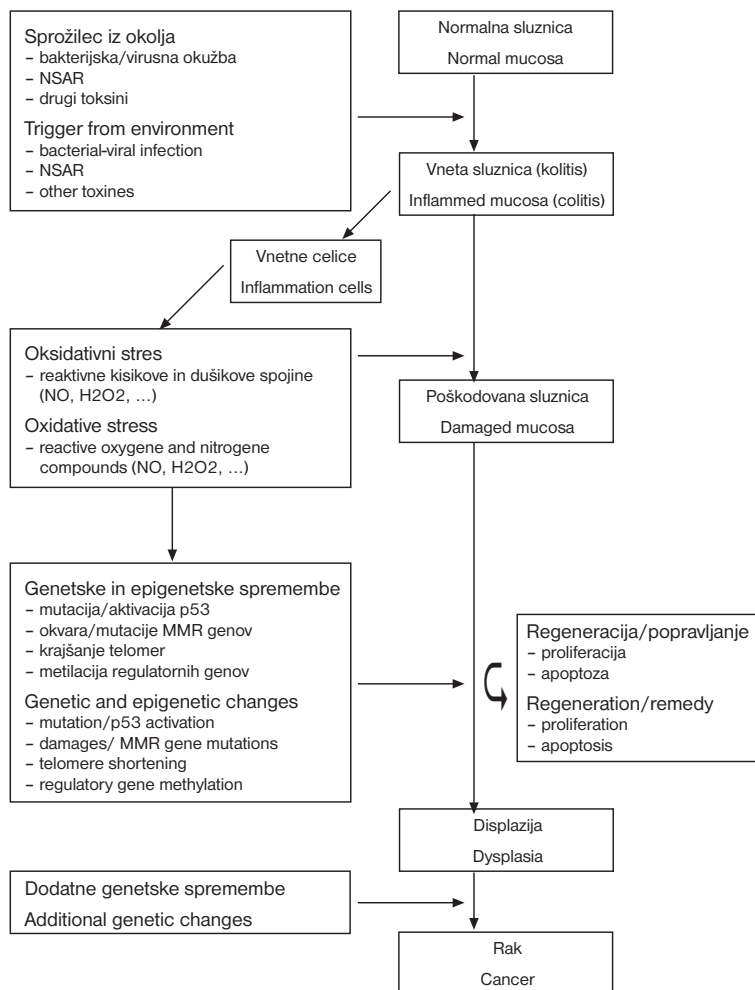 Sprožilec iz okolja
– bakterijska/virusna okužba
– NSAR
– drugi toksini
Trigger from environment
– bacterial-viral infection
– NSAR
– other toxines
Normalna sluznica
Normal mucosa
Vneta sluznica (kolitis)
Inflammed mucosa (colitis)
Vnetne celice
Inflammation cells
Oksidativni stres
– reaktivne kisikove in dušikove spojine
(NO, H2O2, ...)
Oxidative stress
– reactive oxygene and nitrogene
compounds (NO, H2O2, ...)
Poškodovana sluznica
Damaged mucosa
Genetske in epigenetske spremembe
– mutacija/aktivacija p53
– okvara/mutacije MMR genov
– krajšanje telomer
– metilacija regulatornih genov
Genetic and epigenetic changes
– mutation/p53 activation
– damages/ MMR gene mutations
– telomere shortening
– regulatory gene methylation
Regeneracija/popravljanje
– proliferacija
– apoptoza
Regeneration/remedy
– proliferation
– apoptosis
Displazija
Dysplasia
Dodatne genetske spremembe
Additional genetic changes
Rak
Cancer